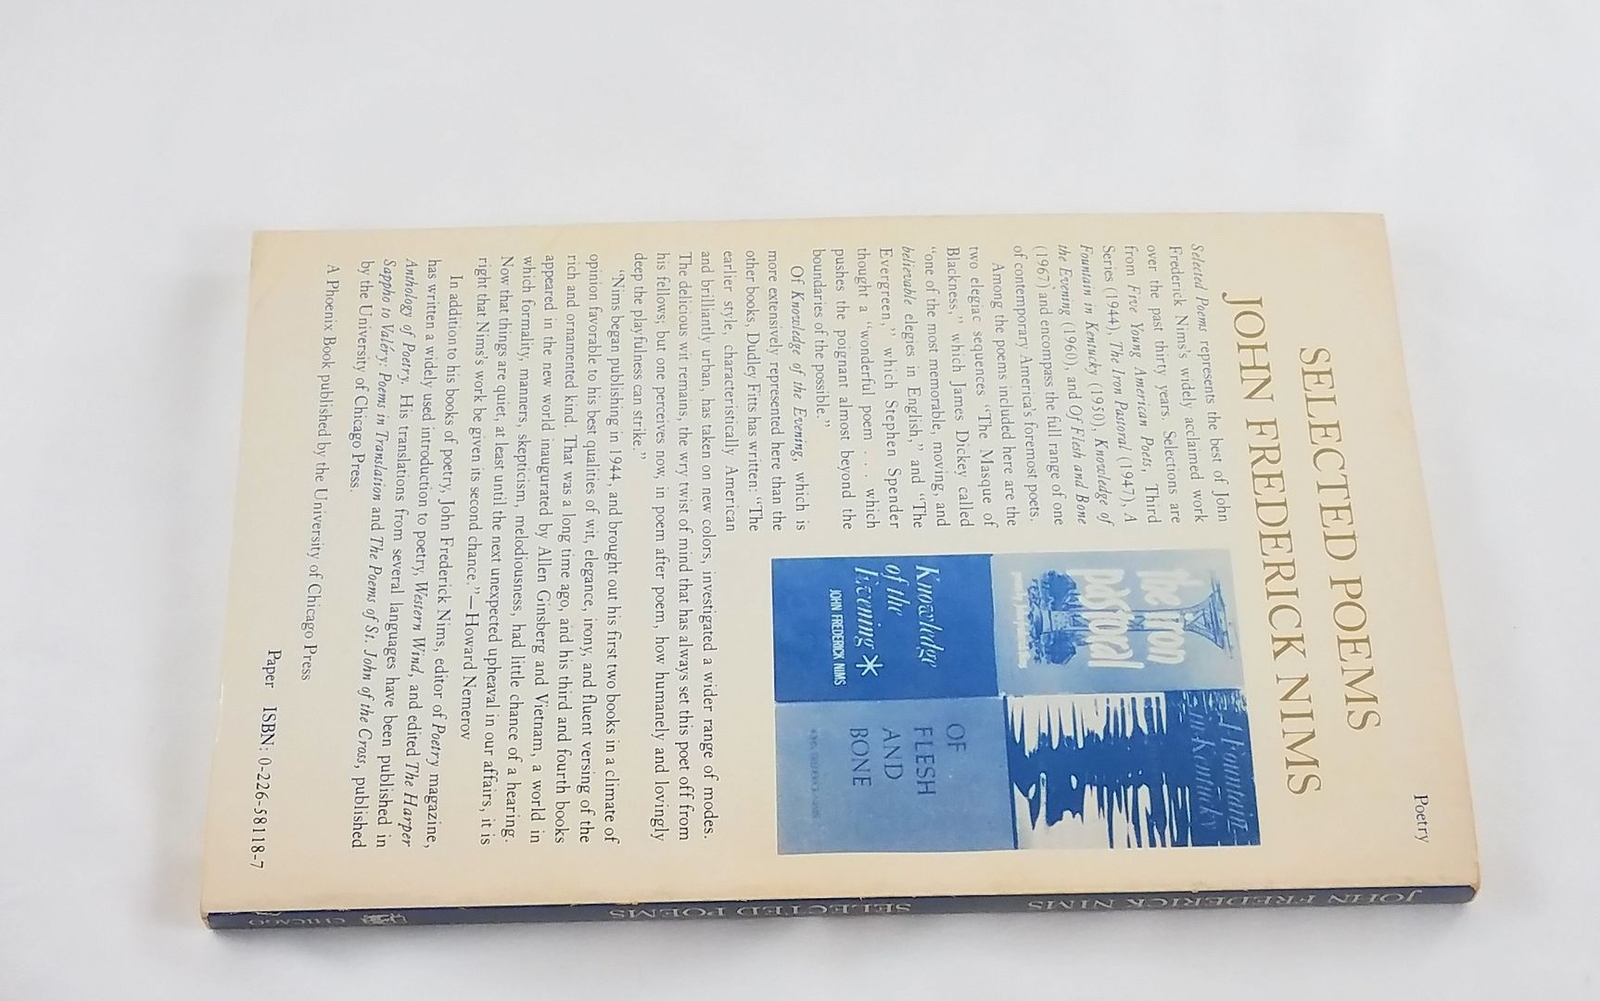 Poetry
SELECTED POEMS
JOHN FREDERICK NIMS
Selected Poems represents the best of John
Frederick Nims's widely acclaimed work
over the past thirty years. Selections are
from Five Young American Poets, Third
Series (1944), The Iron Pastoral (1947), A
Fountain in Kentucky (1950), Knowledge of
the Evening (1960), and Of Flesh and Bone
(1967) and encompass the full range of one
of contemporary America's foremost poets.
Among the poems included here are the
two elegiac sequences "The Masque of
Blackness," which James Dickey called
"one of the most memorable, moving, and
believable elegies in English," and "The
Evergreen," which Stephen Spender
thought a "wonderful poem . . . which
pushes the poignant almost beyond the
boundaries of the possible."
Of Knowledge of the Evening, which is
more extensively represented here than the
other books, Dudley Fitts has written: "The
earlier style, characteristically American
and brilliantly urban, has taken on new colors, investigated a wider range of modes.
The delicious wit remains, the wry twist of mind that has always set this poet off from
his fellows; but one perceives now, in poem after poem, how humanely and lovingly
deep the playfulness can strike."
"Nims began publishing in 1944, and brought out his first two books in a climate of
opinion favorable to his best qualities of wit, elegance, irony, and fluent versing of the
rich and ornamented kind. That was a long time ago, and his third and fourth books
appeared in the new world inaugurated by Allen Ginsberg and Vietnam, a world in
which formality, manners, skepticism, melodiousness, had little chance of a hearing.
Now that things are quiet, at least until the next unexpected upheaval in our affairs, it is
right that Nims's work be given its second chance."—Howard Nemerov
In addition to his books of poetry, John Frederick Nims, editor of Poetry magazine,
has written a widely used introduction to poetry, Western Wind, and edited The Harper
Anthology of Poetry. His translations from several languages have been published in
Sappho to Valéry: Poems in Translation and The Poems of St. John of the Cross, published
by the University of Chicago Press.
A Phoenix Book published by the University of Chicago Press
Paper ISBN: 0-226-58118-7
the iron
pastoral
A Fountain
in Kentucky
Knowledge
of the
Evening *
JOHN FREDERICK NIMS
OF
FLESH
AND
BONE
JOHN FREDERICK NIMS
SELECTED POEMS
CHICAGO